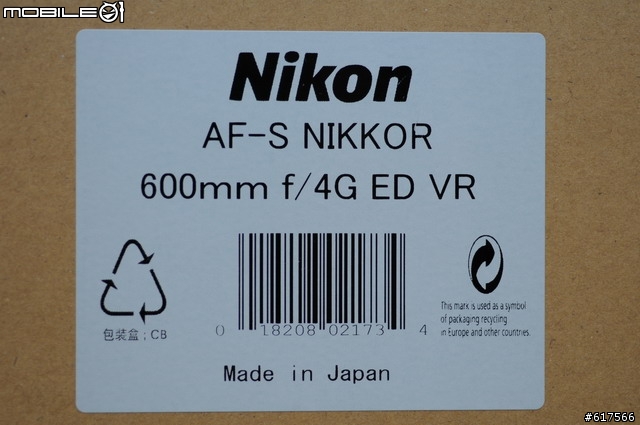 MOBILE01
Nikon
AF-S NIKKOR
600mm f/4G ED VR
包装盒;CB
0 18208 02173 4
This mark is used as a symbol
of packaging recycling
in Europe and other countries.
Made in Japan
#617566